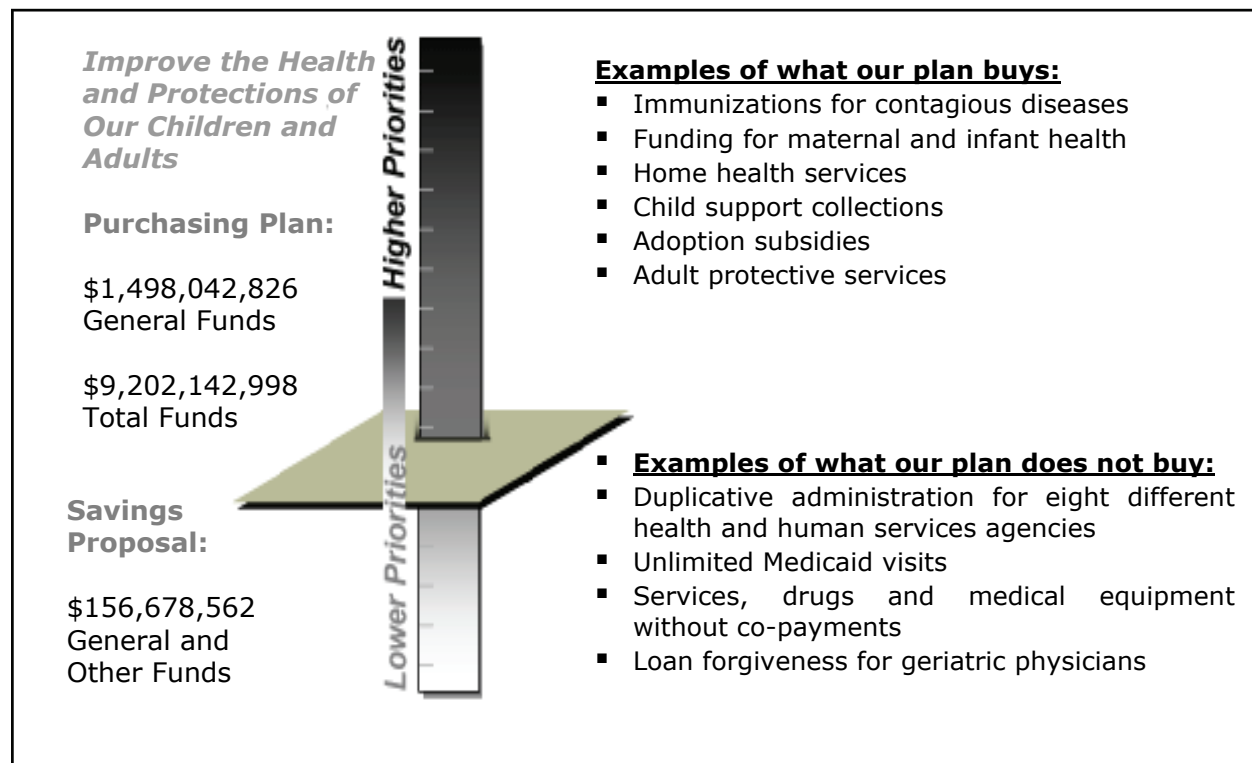 Improve the Health
and Protections of
Our Children and
Adults
Purchasing Plan:
$1,498,042,826
General Funds
$9,202,142,998
Total Funds
Savings
Proposal:
$156,678,562
General and
Other Funds
Higher Priorities
Lower Priorities
Examples of what our plan buys:
▪ Immunizations for contagious diseases
▪ Funding for maternal and infant health
▪ Home health services
▪ Child support collections
▪ Adoption subsidies
▪ Adult protective services
▪ Examples of what our plan does not buy:
▪ Duplicative administration for eight different
health and human services agencies
▪ Unlimited Medicaid visits
▪ Services, drugs and medical equipment
without co-payments
▪ Loan forgiveness for geriatric physicians